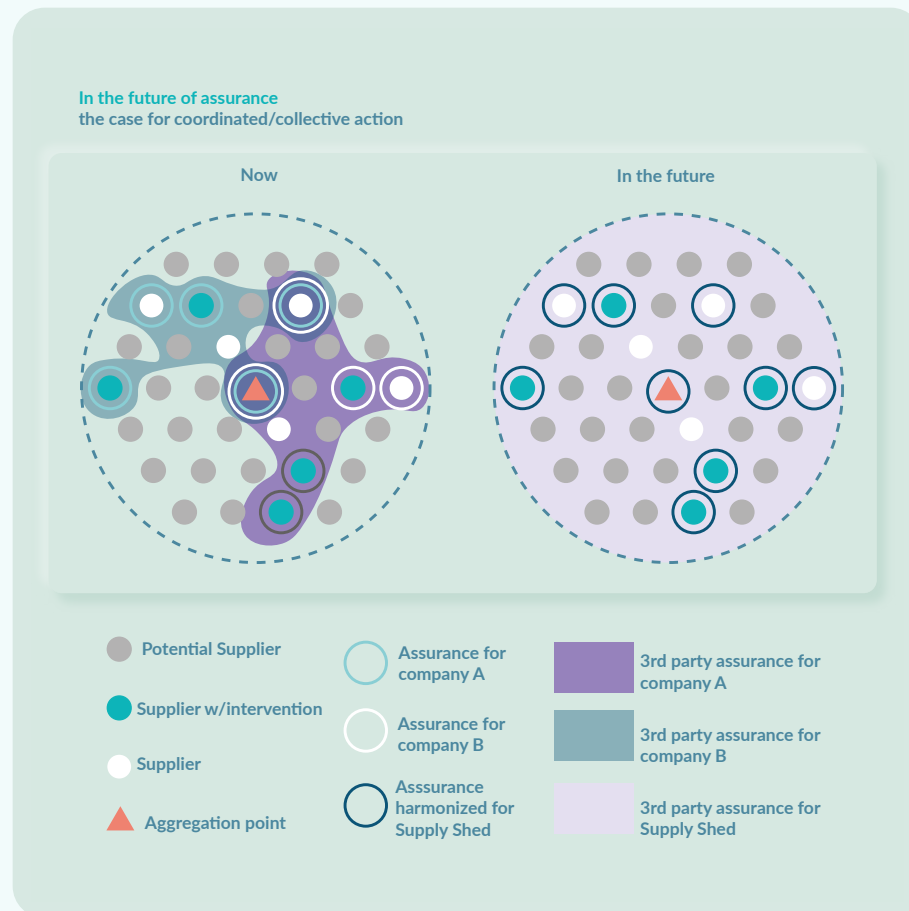 In the future of assurance
the case for coordinated/collective action
Now
In the future
Potential Supplier
Supplier w/intervention
Supplier
Aggregation point
Assurance for
company A
Assurance for
company B
Asssurance
harmonized for
Supply Shed
3rd party assurance for
company A
3rd party assurance for
company B
3rd party assurance for
Supply Shed